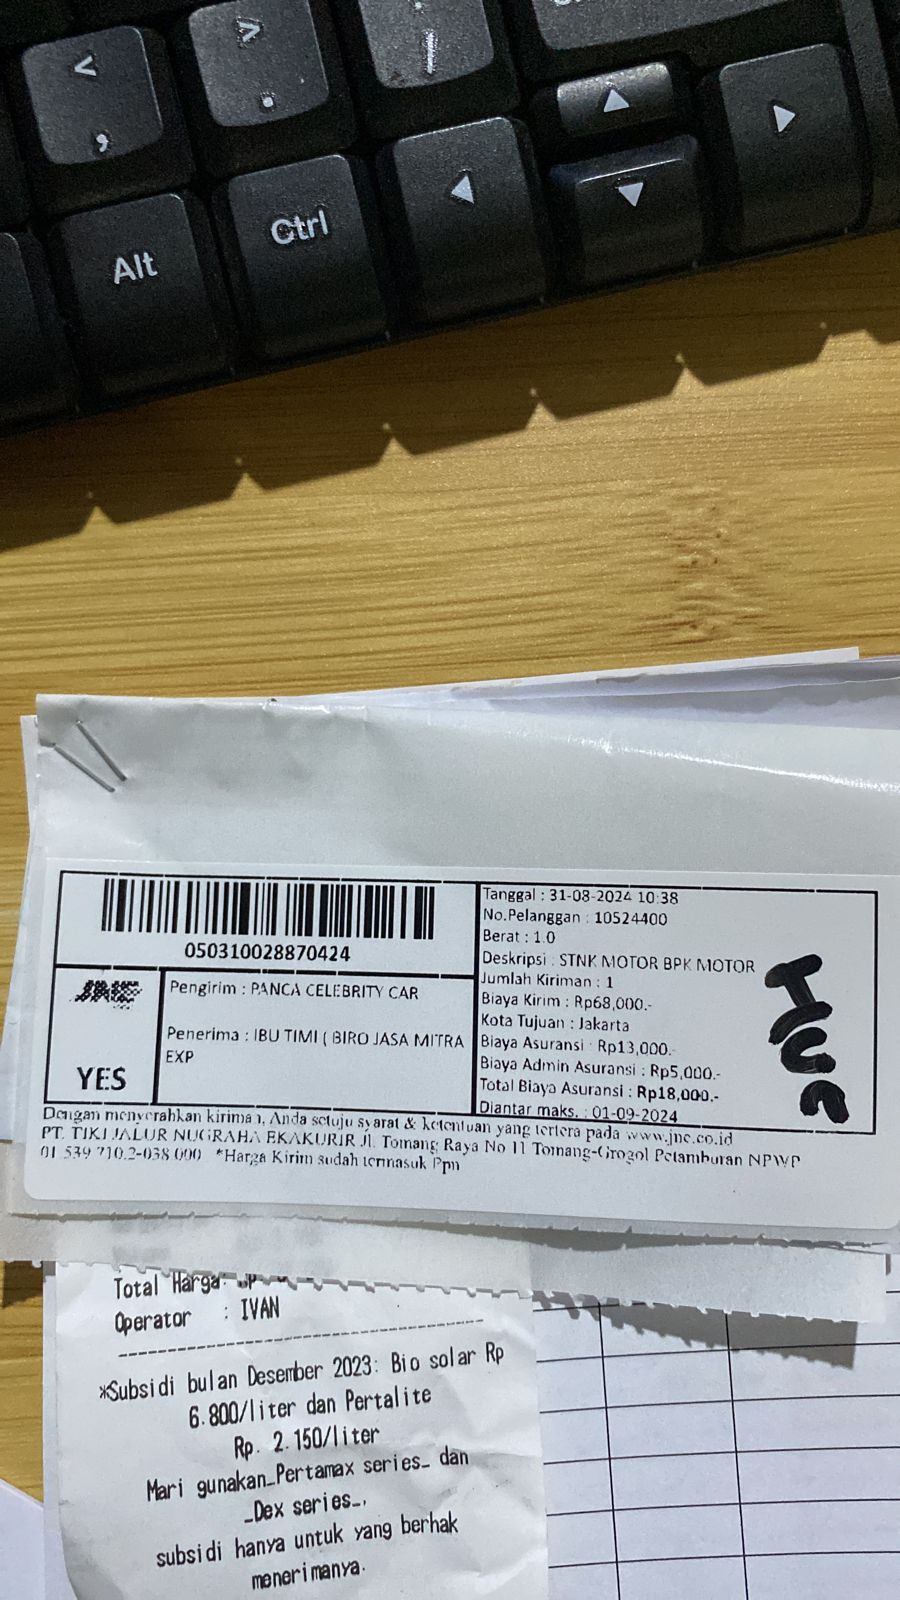 <
,
>
.
Alt
Ctrl
050310028870424
JNE
YES
Pengirim : PANCA CELEBRITY CAR
Penerima : IBU TIMI ( BIRO JASA MITRA
EXP
Tanggal : 31-08-2024 10:38
No.Pelanggan : 10524400
Berat : 1.0
Deskripsi : STNK MOTOR BPK MOTOR
Jumlah Kiriman : 1
Biaya Kirim : Rp68,000.-
Kota Tujuan : Jakarta
Biaya Asuransi : Rp13,000.-
Biaya Admin Asuransi : Rp5,000.-
Total Biaya Asuransi : Rp18,000.-
Diantar maks. : 01-09-2024
Dengan menyerahkan kiriman, Anda setuju syarat & ketentuan yang tertera pada www.jne.co.id
PT. TIKI JALUR NUGRAHA EKAKURIR Jl. Tomang Raya No 11 Tomang-Grogol Petamburan NPWP
01 539 710.2-038 000 *Harga Kirim sudah termasuk Ppn
Total Harga:
Operator : IVAN
*Subsidi bulan Desember 2023: Bio solar Rp
6.800/liter dan Pertalite
Rp. 2.150/liter
Mari gunakan_Pertamax series_ dan
_Dex series_,
subsidi hanya untuk yang berhak
menerimanya.